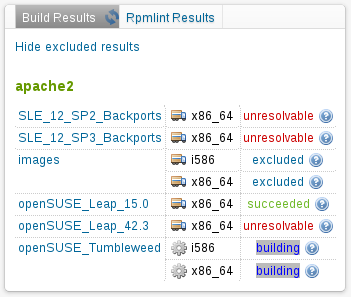 Build Results Rpmlint Results
Hide excluded results
apache2
SLE_12_SP2_Backports x86_64 unresolvable
SLE_12_SP3_Backports x86_64 unresolvable
images i586 excluded
x86_64 excluded
openSUSE_Leap_15.0 x86_64 succeeded
openSUSE_Leap_42.3 x86_64 unresolvable
openSUSE_Tumbleweed i586 building
x86_64 building